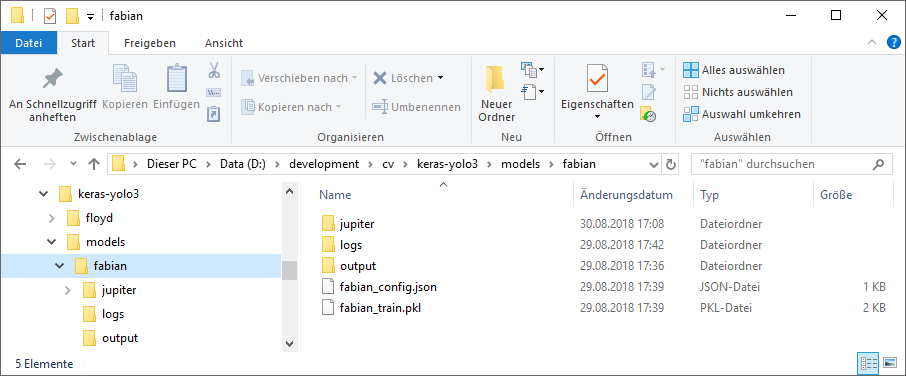 fabian
Datei Start Freigeben Ansicht
An Schnellzugriff anheften
Kopieren
Einfügen
Zwischenablage
Verschieben nach
Kopieren nach
Löschen
Umbenennen
Organisieren
Neuer Ordner
Neu
Eigenschaften
Öffnen
Alles auswählen
Nichts auswählen
Auswahl umkehren
Auswählen
Dieser PC > Data (D:) > development > cv > keras-yolo3 > models > fabian
"fabian" durchsuchen
keras-yolo3
floyd
models
fabian
jupiter
logs
output
Name Änderungsdatum Typ Größe
jupiter 30.08.2018 17:08 Dateiordner
logs 29.08.2018 17:42 Dateiordner
output 29.08.2018 17:36 Dateiordner
fabian_config.json 29.08.2018 17:39 JSON-Datei 1 KB
fabian_train.pkl 29.08.2018 17:39 PKL-Datei 2 KB
5 Elemente